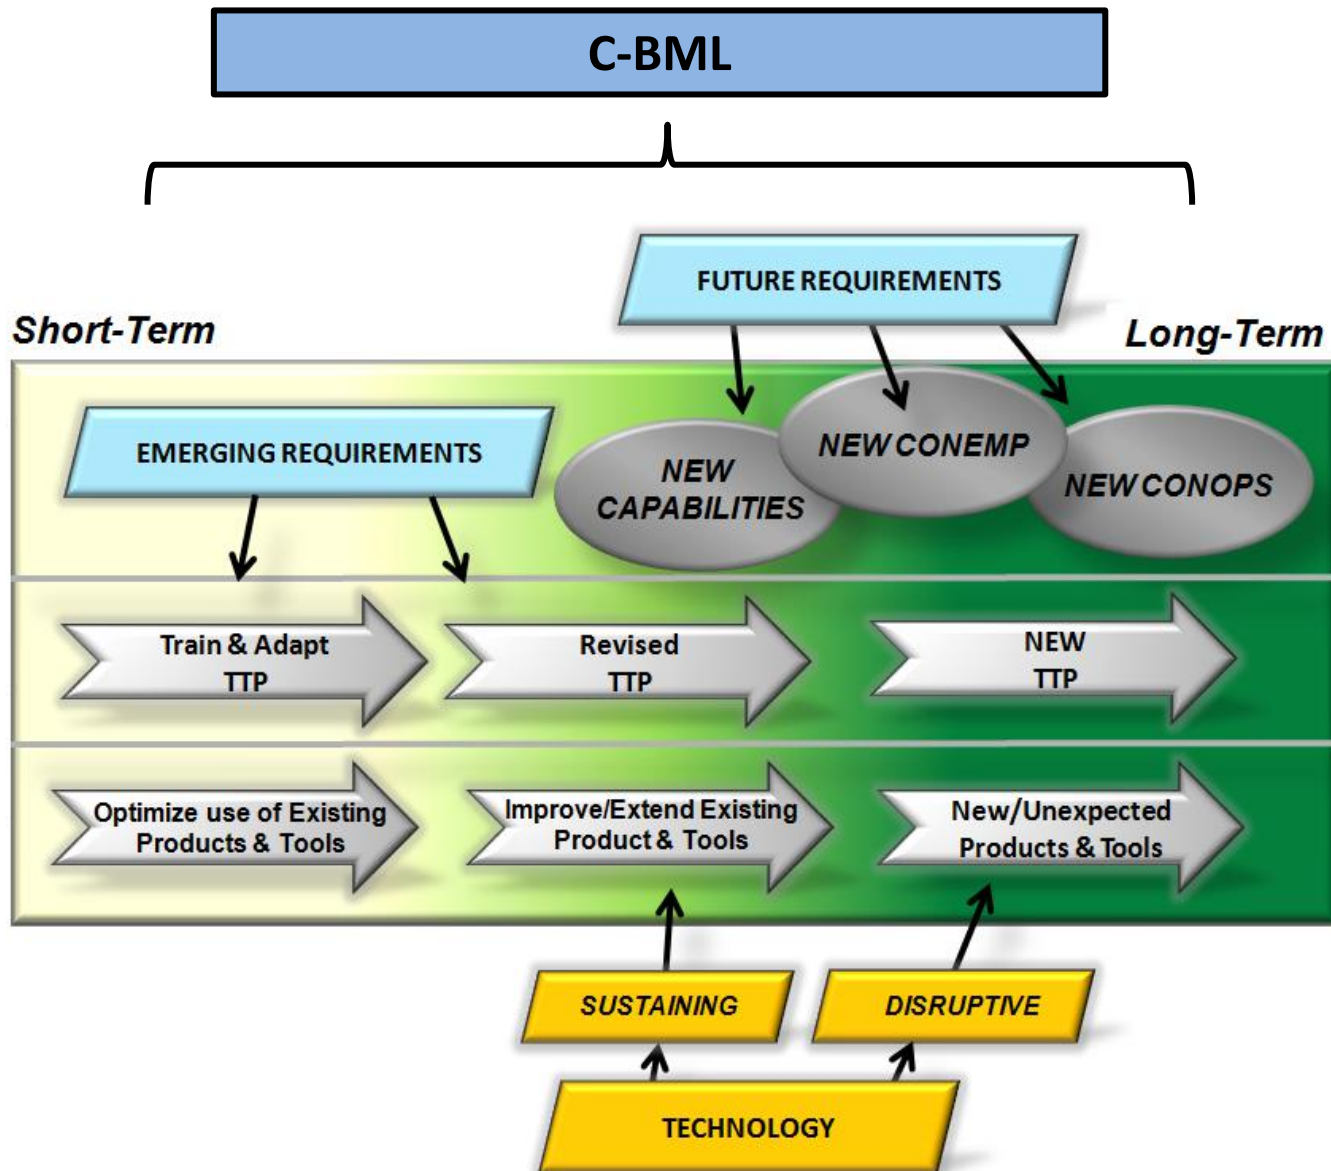 C-BML
FUTURE REQUIREMENTS
Short-Term
Long-Term
EMERGING REQUIREMENTS
NEW
CAPABILITIES
NEW CONEMP
NEW CONOPS
Train & Adapt
TTP
Revised
TTP
NEW
TTP
Optimize use of Existing
Products & Tools
Improve/Extend Existing
Product & Tools
New/Unexpected
Products & Tools
SUSTAINING
DISRUPTIVE
TECHNOLOGY